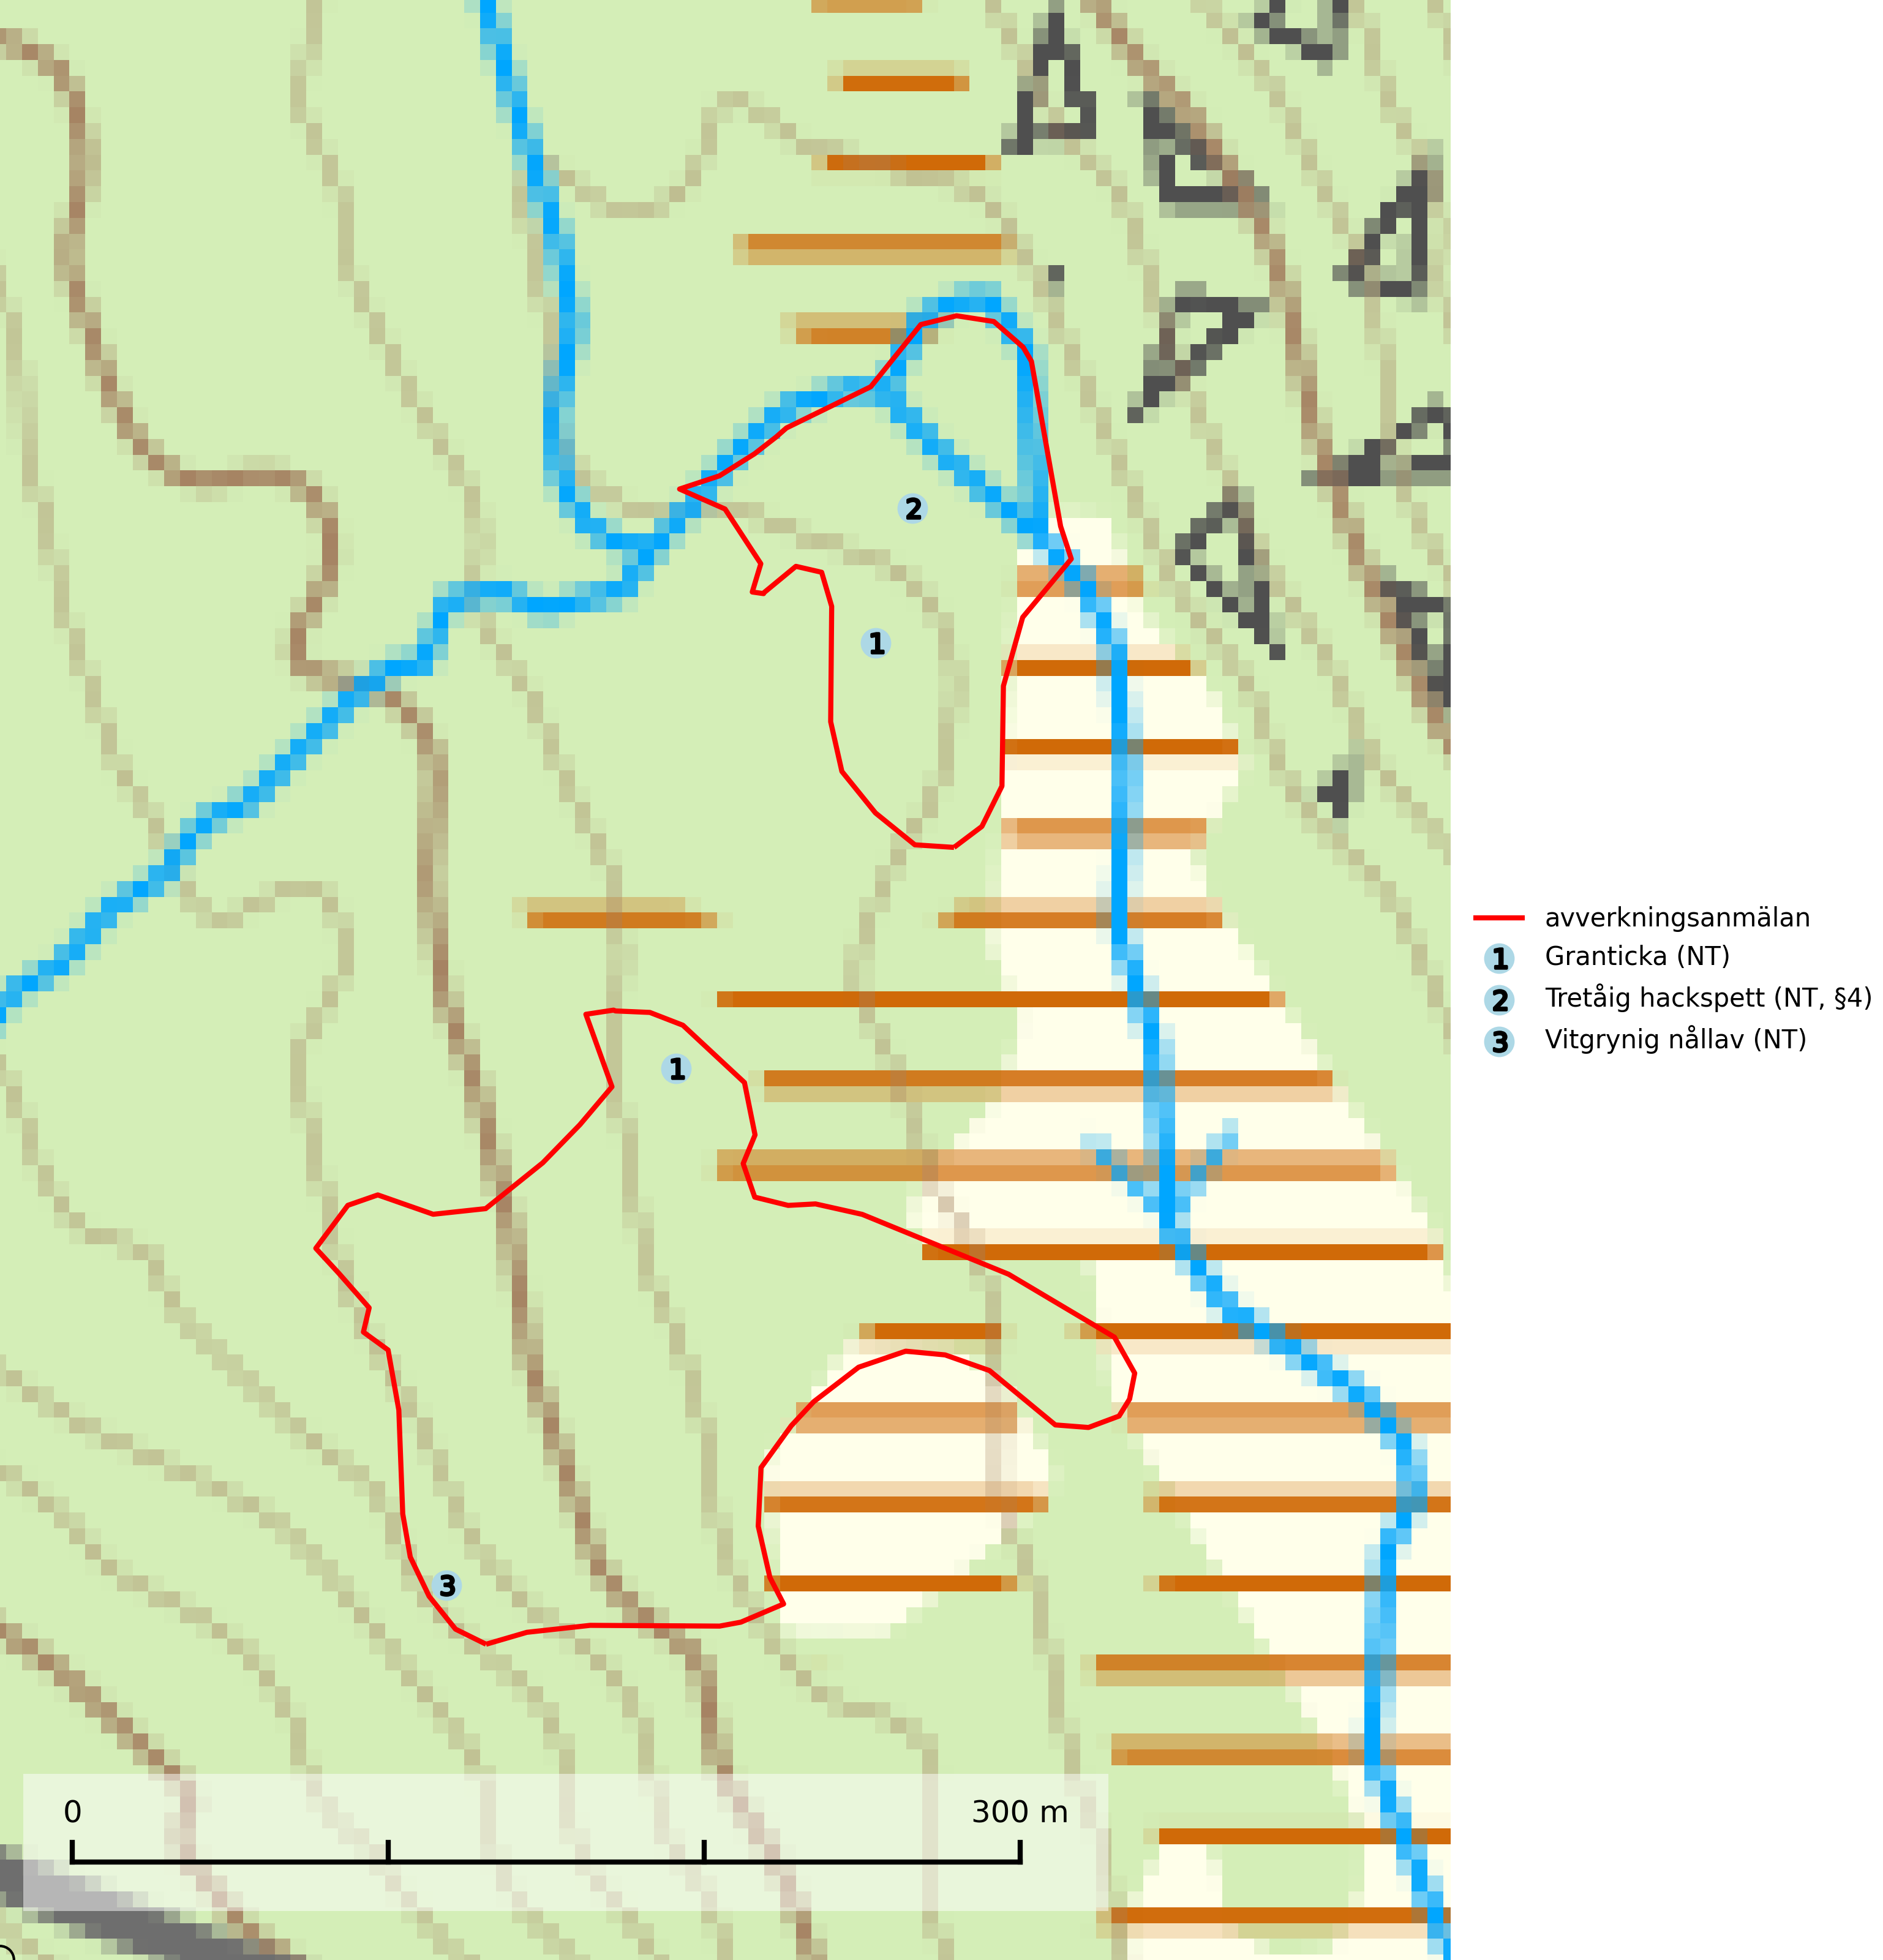 2
1
1
3
0 300 m
avverkningsanmälan
1 Granticka (NT)
2 Tretåig hackspett (NT, §4)
3 Vitgrynig nållav (NT)